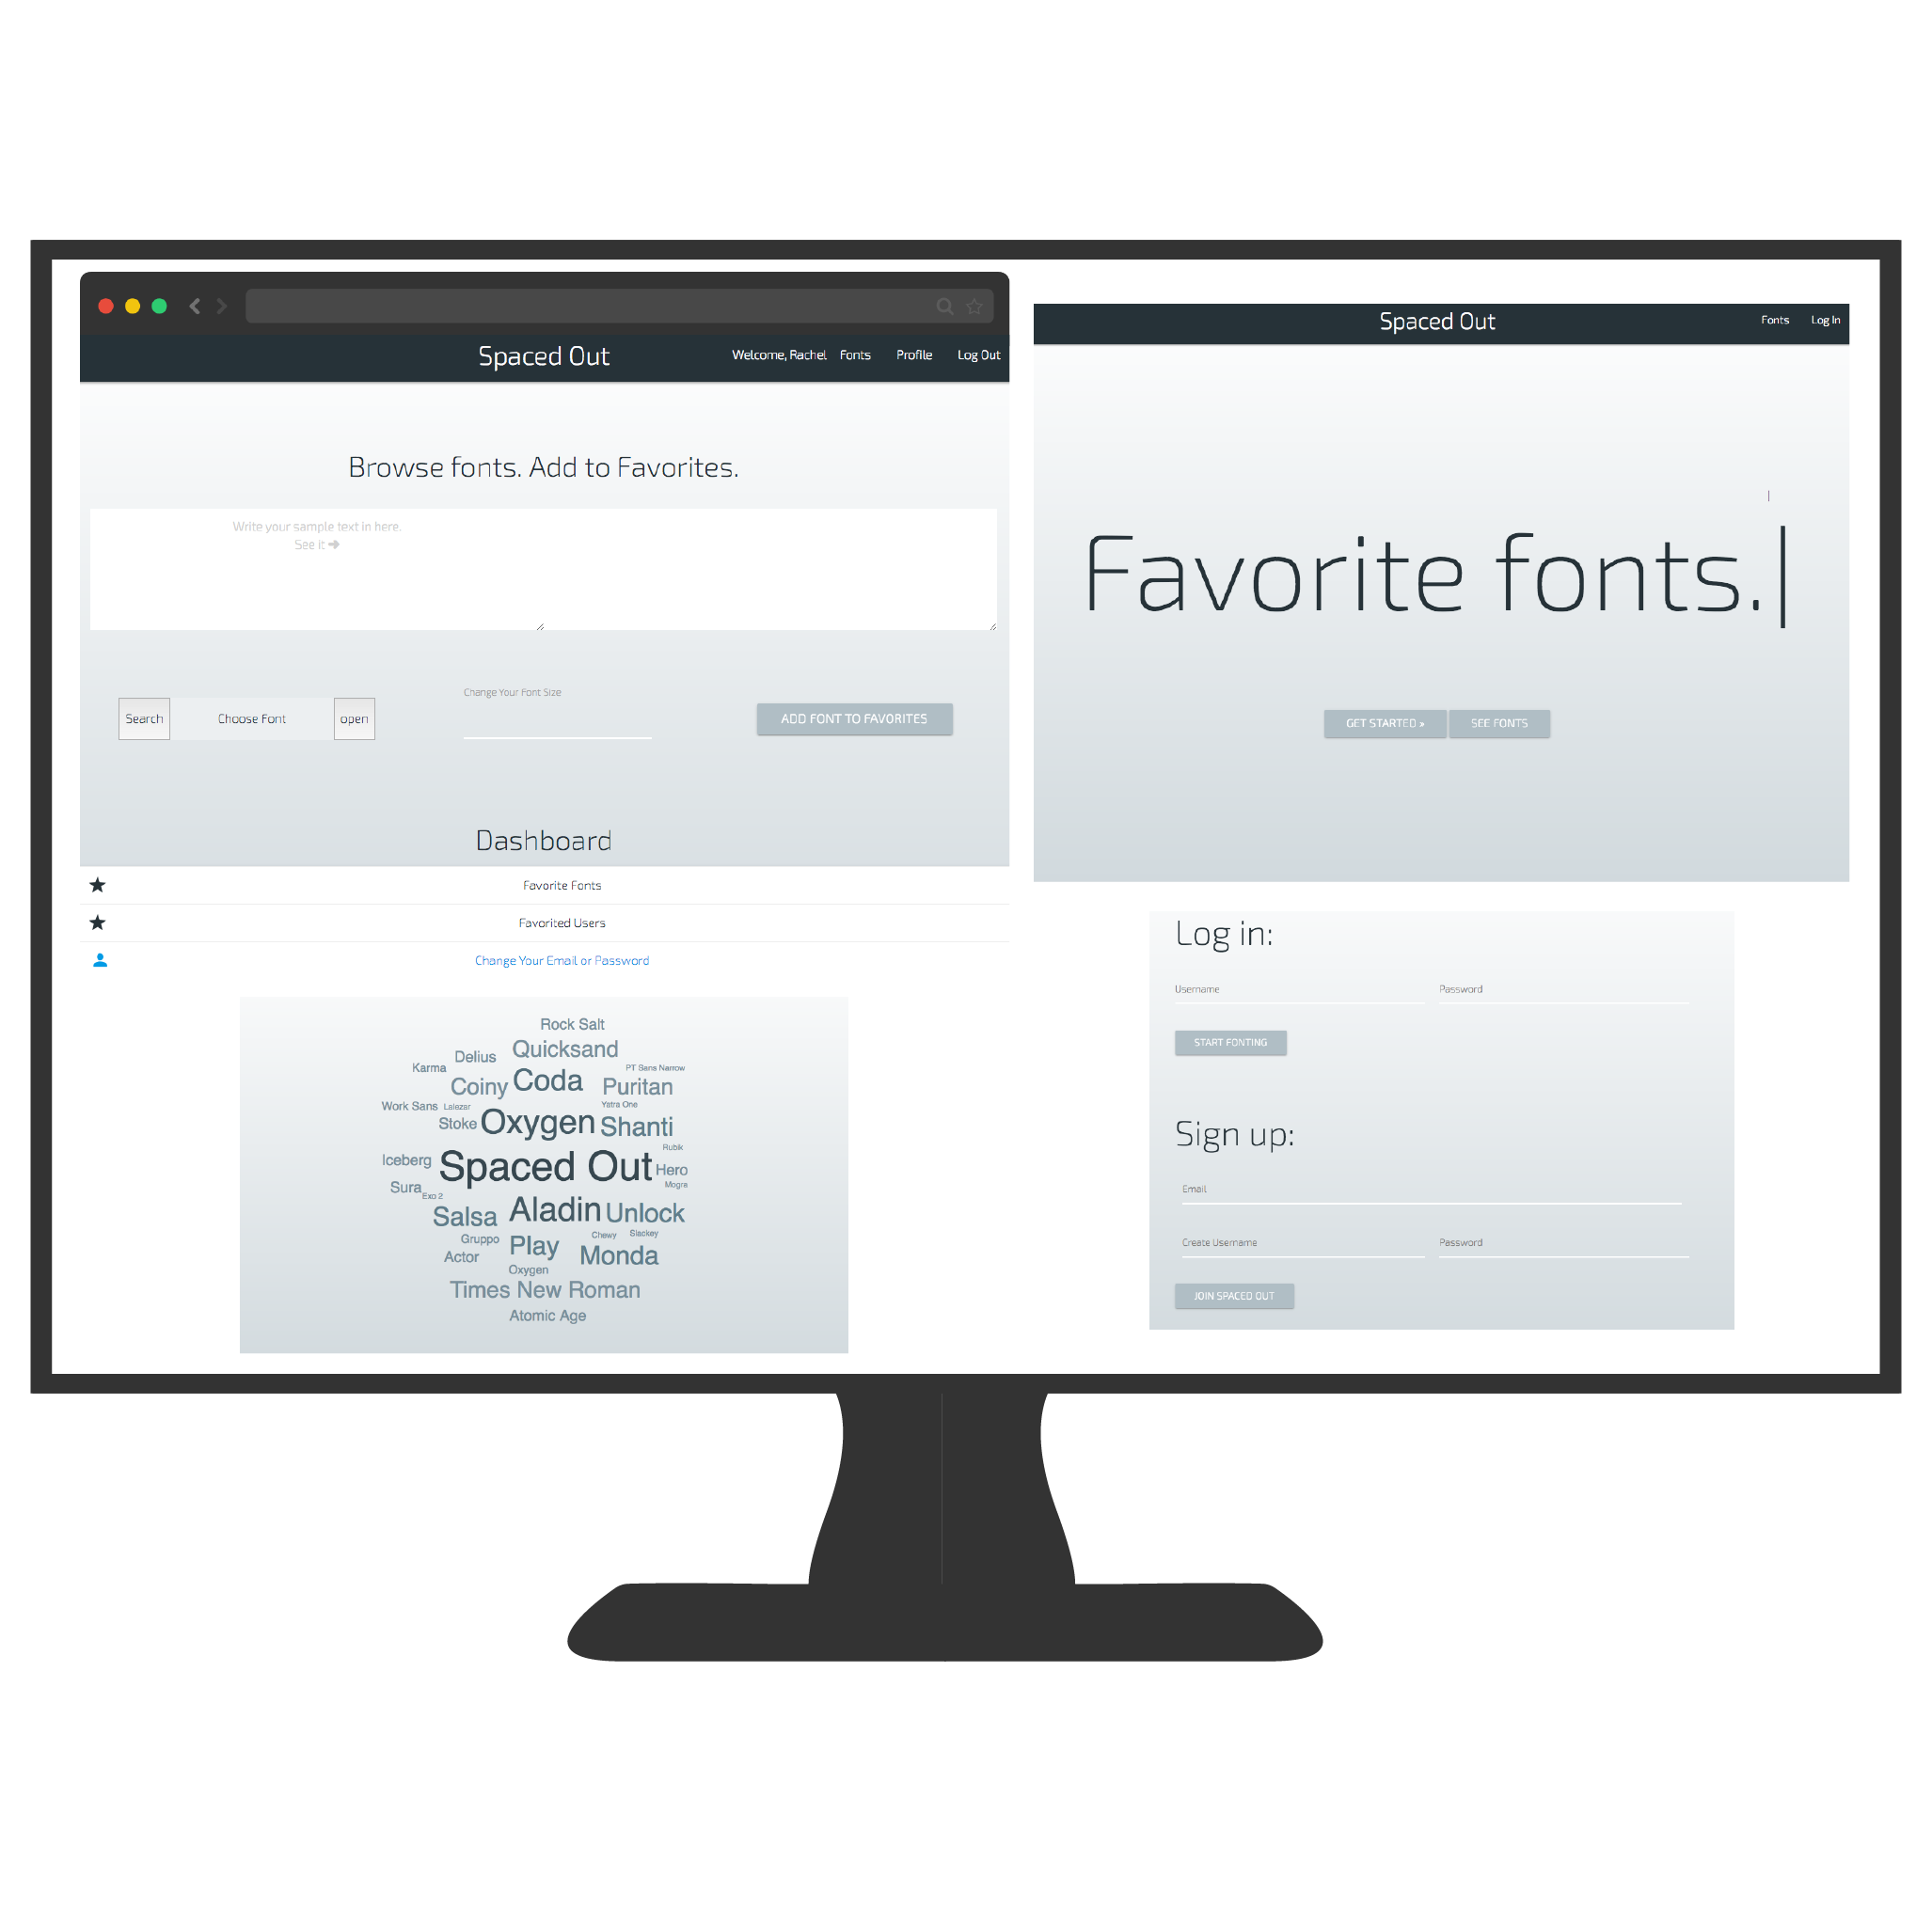 Spaced Out
Welcome, Rachel Fonts Profile Log Out
Browse fonts. Add to Favorites.
Write your sample text in here.
See it
Search Choose Font open
Change Your Font Size
ADD FONT TO FAVORITES
Dashboard
Favorite Fonts
Favorited Users
Change Your Email or Password
Rock Salt
Delius Quicksand
Karma PT Sans Narrow
Coiny Coda Puritan
Work Sans Lalezar Yatra One
Stoke Oxygen Shanti
Rubik
Iceberg Spaced Out Hero
Sura Exo 2 Mogra
Salsa Aladin Unlock
Gruppo Play Chewy Slackey
Actor Monda
Oxygen
Times New Roman
Atomic Age
Spaced Out Fonts Log In
Favorite fonts.|
GET STARTED » SEE FONTS
Log in:
Username Password
START FONTING
Sign up:
Email
Create Username Password
JOIN SPACED OUT